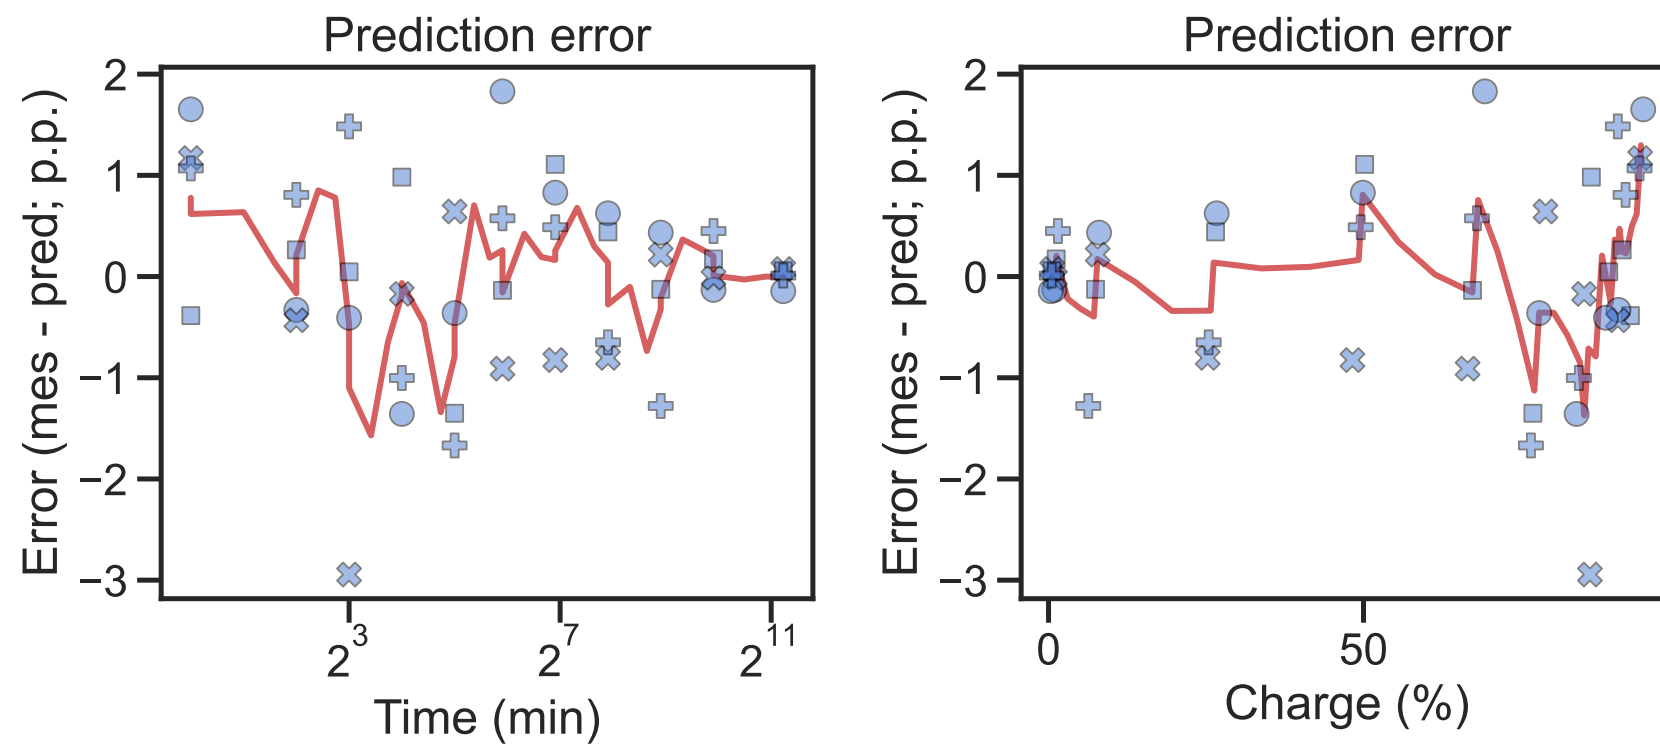 Prediction error
Error (mes - pred; p.p.)
2
1
0
−1
−2
−3
2^3
2^7
2^11
Time (min)
Prediction error
Error (mes - pred; p.p.)
2
1
0
−1
−2
−3
0
50
Charge (%)